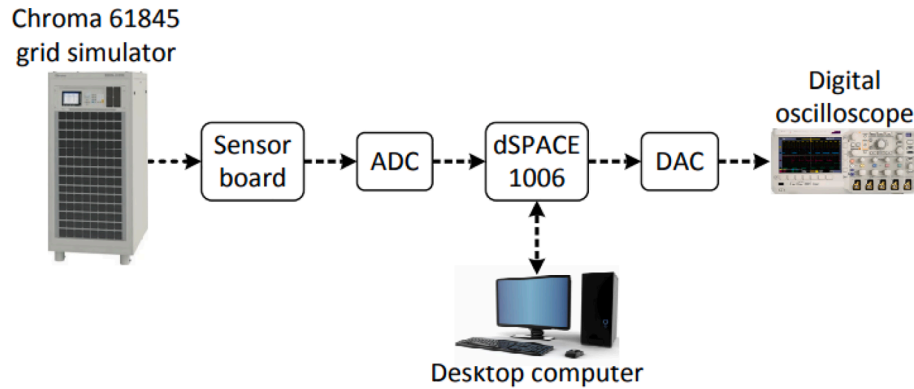 Chroma 61845
grid simulator
Sensor
board
ADC
dSPACE
1006
DAC
Digital
oscilloscope
Desktop computer